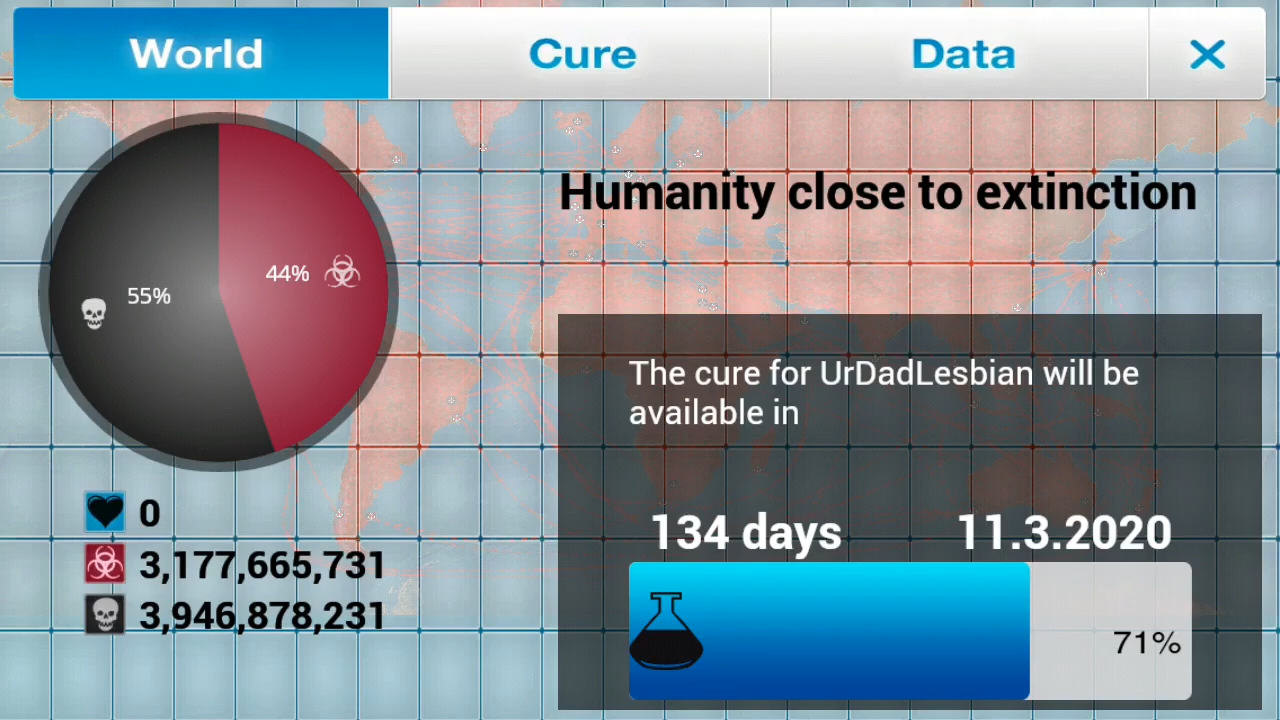 World
Cure
Data
Humanity close to extinction
44%
55%
0
3,177,665,731
3,946,878,231
The cure for UrDadLesbian will be
available in
134 days
11.3.2020
71%